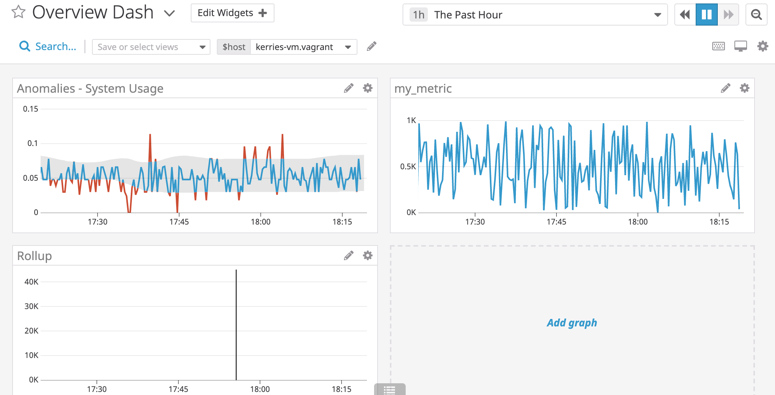 Overview Dash
Edit Widgets +
1h The Past Hour
Search...
Save or select views
$host kerries-vm.vagrant
Anomalies - System Usage
0.15
0.1
0.05
0
17:30 17:45 18:00 18:15
my_metric
1K
0.5K
0K
17:30 17:45 18:00 18:15
Rollup
40K
30K
20K
10K
0K
17:30 17:45 18:00 18:15
Add graph